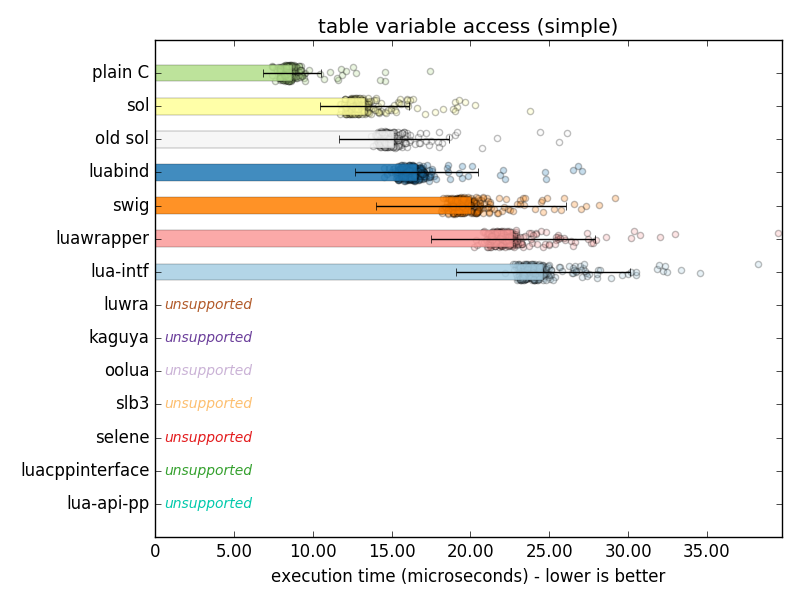 table variable access (simple)
plain C
sol
old sol
luabind
swig
luawrapper
lua-intf
luwra unsupported
kaguya unsupported
oolua unsupported
slb3 unsupported
selene unsupported
luacppinterface unsupported
lua-api-pp unsupported
0 5.00 10.00 15.00 20.00 25.00 30.00 35.00
execution time (microseconds) - lower is better